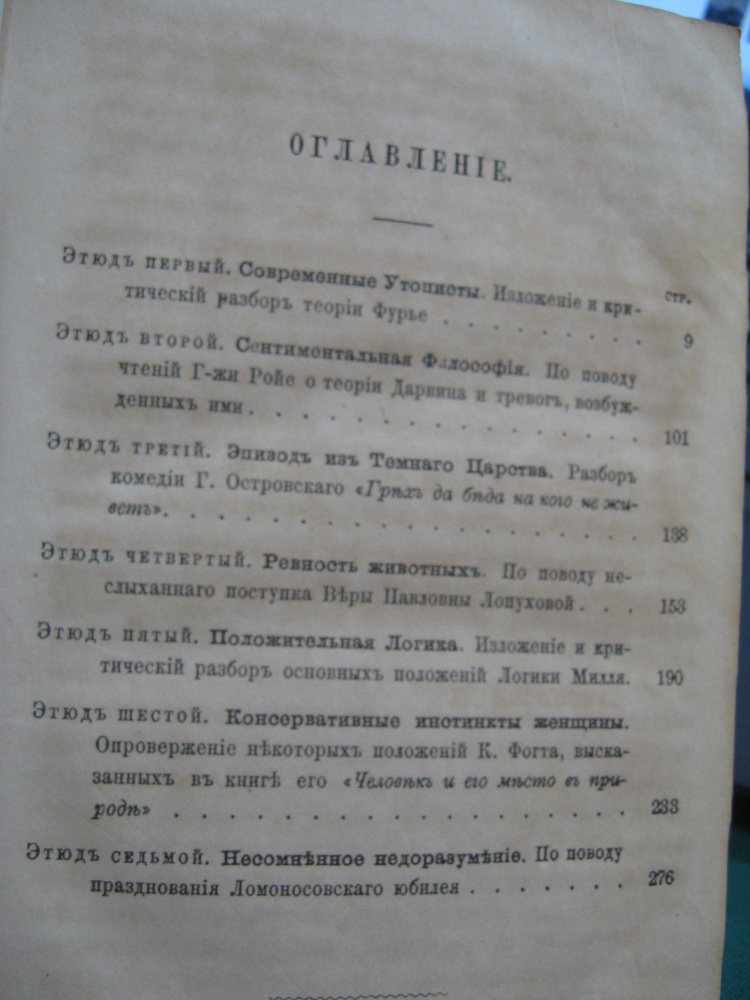 ОГЛАВЛЕНІЕ.
стр.
Этюдъ первый. Современные Утописты. Изложеніе и кри-
тическій разборъ теоріи Фурье . . . . . . . . . 9
Этюдъ второй. Сентиментальная Философія. По поводу
чтеній Г-жи Ройе о теоріи Дарвина и тревогъ, возбуж-
денныхъ ими . . . . . . . . . . . . . . . 101
Этюдъ третій. Эпизодъ изъ Темнаго Царства. Разборъ
комедіи Г. Островскаго «Грѣхъ да бѣда на кого не жи-
ветъ». . . . . . . . . . . . . . . . . . 138
Этюдъ четвертый. Ревность животныхъ. По поводу не-
слыханнаго поступка Вѣры Павловны Лопуховой . . . 153
Этюдъ пятый. Положительная Логика. Изложеніе и кри-
тическій разборъ основныхъ положеній Логики Милля. 190
Этюдъ шестой. Консервативные инстинкты женщины.
Опроверженіе нѣкоторыхъ положеній К. Фогта, выска-
занныхъ въ книгѣ его «Человѣкъ и его мѣсто въ при-
родѣ» . . . . . . . . . . . . . . . . . 233
Этюдъ седьмой. Несомнѣнное недоразумѣніе. По поводу
празднованія Ломоносовскаго юбилея . . . . . . . 276